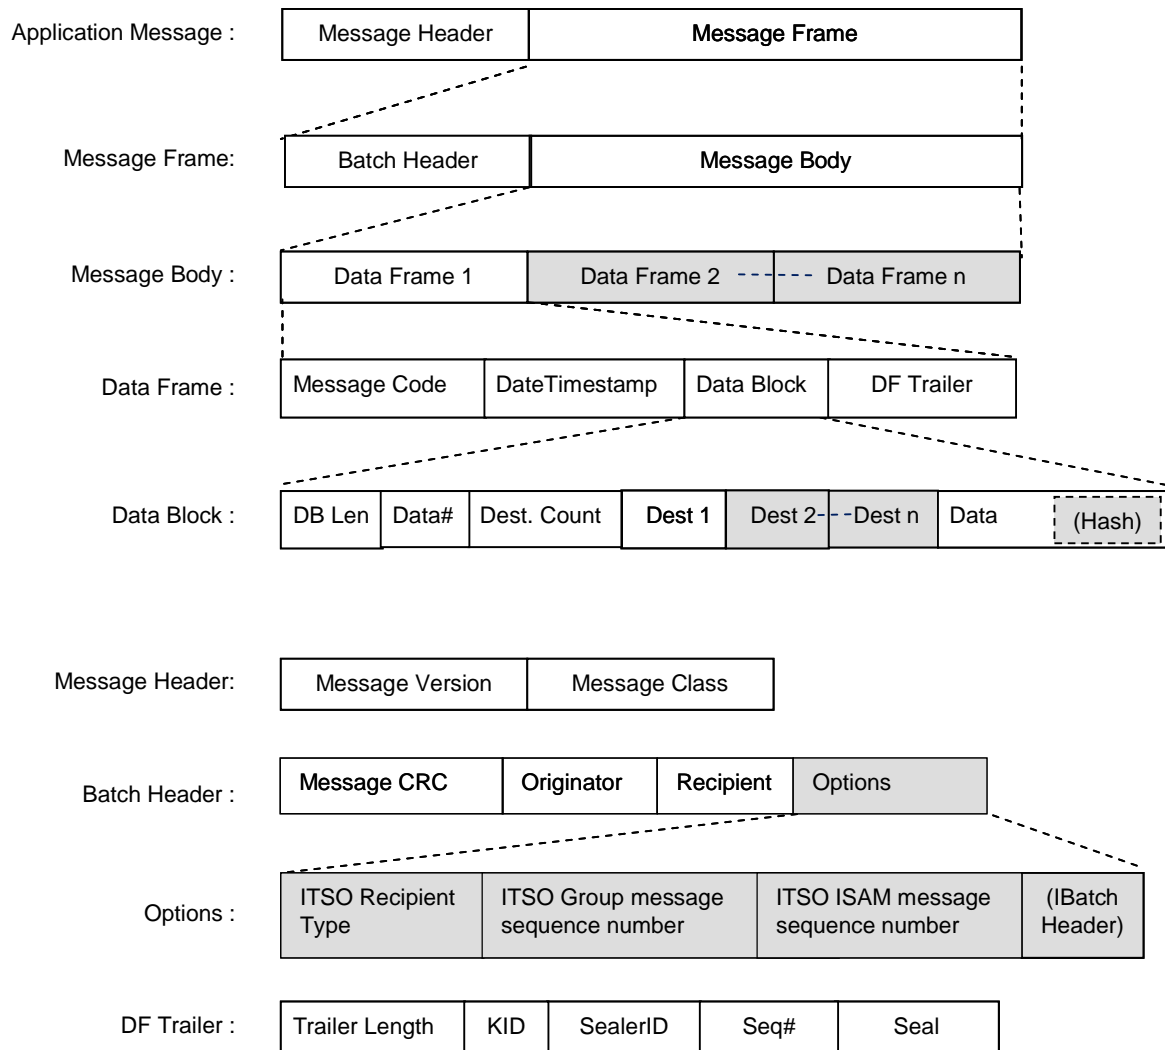 Application Message : Message Header Message Frame
Message Frame: Batch Header Message Body
Message Body : Data Frame 1 Data Frame 2 Data Frame n
Data Frame : Message Code DateTimestamp Data Block DF Trailer
Data Block : DB Len Data# Dest. Count Dest 1 Dest 2 Dest n Data (Hash)
Message Header: Message Version Message Class
Batch Header : Message CRC Originator Recipient Options
Options :
ITSO Recipient
Type
ITSO Group message
sequence number
ITSO ISAM message
sequence number
(IBatch
Header)
DF Trailer : Trailer Length KID SealerID Seq# Seal